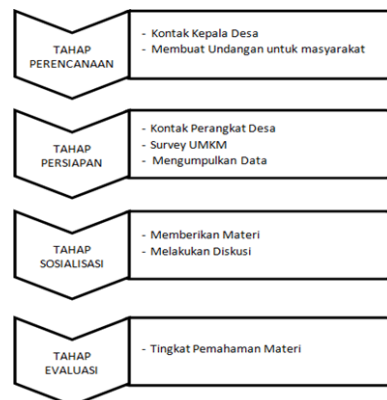 TAHAP
PERENCANAAN
- Kontak Kepala Desa
- Membuat Undangan untuk masyarakat
TAHAP
PERSIAPAN
- Kontak Perangkat Desa
- Survey UMKM
- Mengumpulkan Data
TAHAP
SOSIALISASI
- Memberikan Materi
- Melakukan Diskusi
TAHAP
EVALUASI
- Tingkat Pemahaman Materi